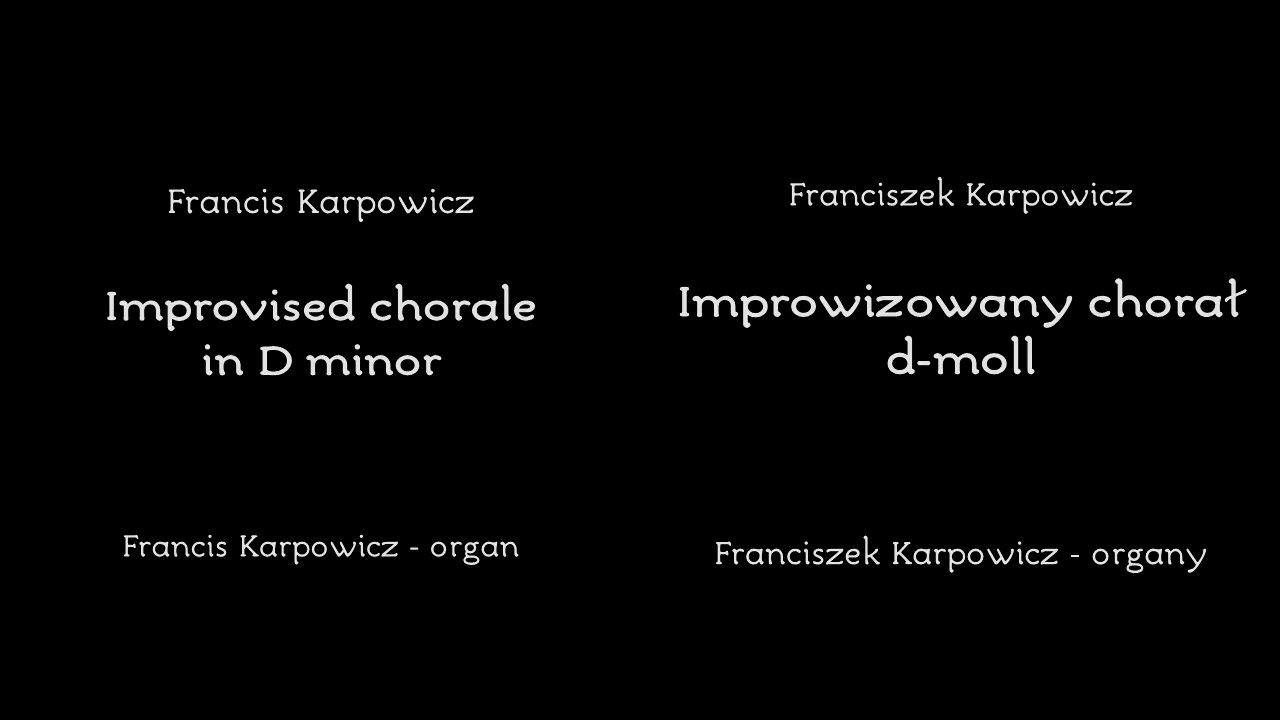 Francis Karpowicz
Improvised chorale
in D minor
Francis Karpowicz - organ
Franciszek Karpowicz
Improwizowany chorał
d-moll
Franciszek Karpowicz - organy